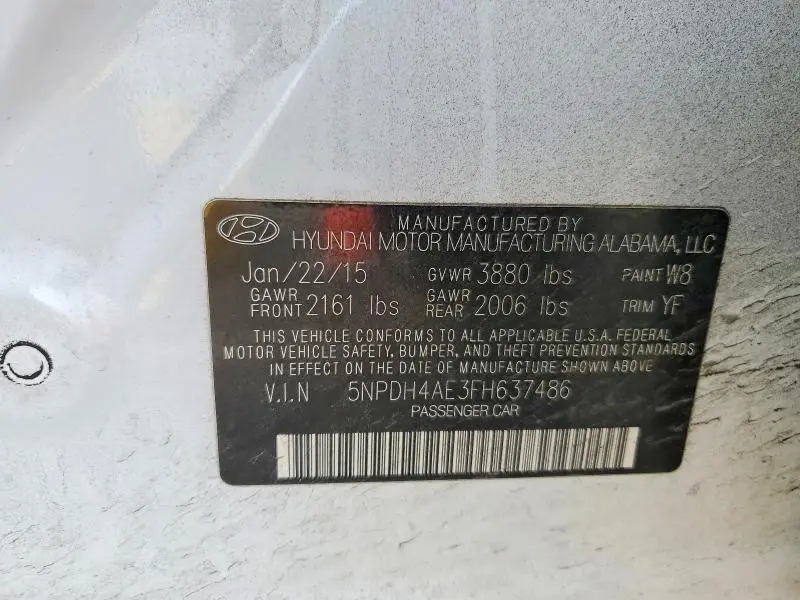 MANUFACTURED BY
HYUNDAI MOTOR MANUFACTURING ALABAMA, LLC
Jan/22/15 GVWR 3880 lbs PAINT W8
GAWR FRONT 2161 lbs GAWR REAR 2006 lbs TRIM YF
THIS VEHICLE CONFORMS TO ALL APPLICABLE U.S.A. FEDERAL
MOTOR VEHICLE SAFETY, BUMPER, AND THEFT PREVENTION STANDARDS
IN EFFECT ON THE DATE OF MANUFACTURE SHOWN ABOVE
V.I.N 5NPDH4AE3FH637486
PASSENGER CAR